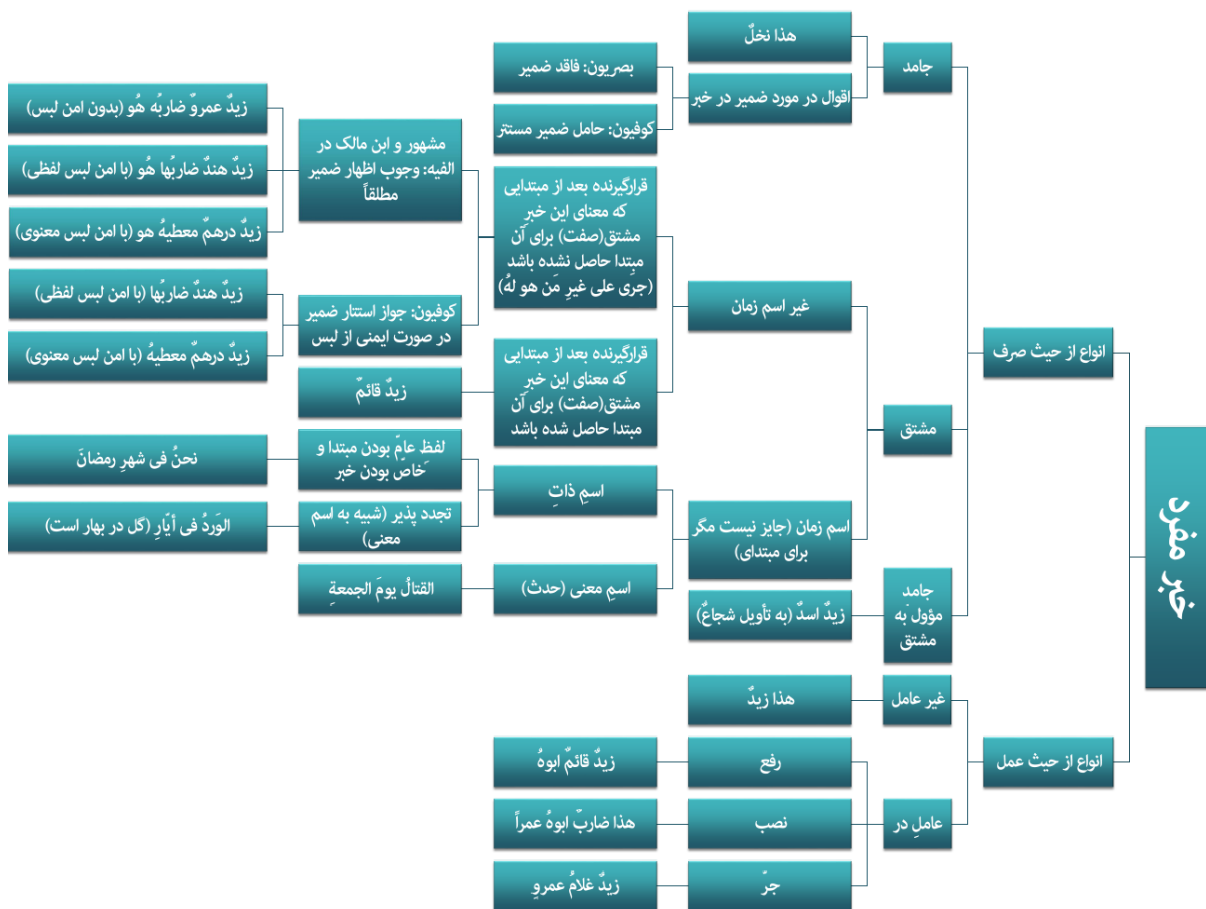 خبر مفرد
انواع از حیث صرف
جامد
هذا نخلٌ
اقوال در مورد ضمیر در خبر
بصریون: فاقد ضمیر
کوفیون: حامل ضمیر مستتر
مشتق
غیر اسم زمان
قرارگیرنده بعد از مبتدایی
که معنای این خبرِ
مشتق(صفت) برای آن
مبتدا حاصل نشده باشد
(جری علی غیرِ مَن هو لهُ)
مشهور و ابن مالک در
الفیه: وجوب اظهار ضمیر
مطلقاً
زیدٌ عمروٌ ضاربُه هُو (بدون امن لبس)
زیدٌ هندٌ ضاربُها هُو (با امن لبس لفظی)
زیدٌ درهمٌ معطیهُ هو (با امن لبس معنوی)
کوفیون: جواز استتار ضمیر
در صورت ایمنی از لبس
زیدٌ هندٌ ضاربُها (با امن لبس لفظی)
زیدٌ درهمٌ معطیهُ (با امن لبس معنوی)
قرارگیرنده بعد از مبتدایی
که معنای این خبرِ
مشتق(صفت) برای آن
مبتدا حاصل شده باشد
زیدٌ قائمٌ
اسم زمان (جایز نیست مگر
برای مبتدای)
اسمِ ذاتِ
لفظِ عامّ بودن مبتدا و
خاصّ بودن خبر
نحنُ فی شهرِ رمضانَ
تجدد پذیر (شبیه به اسم
معنی)
الوَردُ فی أیّارِ (گل در بهار است)
اسمِ معنی (حدث)
القتالُ یومَ الجمعةِ
جامد
مؤوَل به
مشتق
زیدٌ اسدٌ (به تأویل شجاعٌ)
انواع از حیث عمل
غیر عامل
هذا زیدٌ
عاملِ در
رفع
زیدٌ قائمٌ ابوهُ
نصب
هذا ضاربٌ ابوهُ عمراً
جرّ
زیدٌ غلامُ عمروٍ